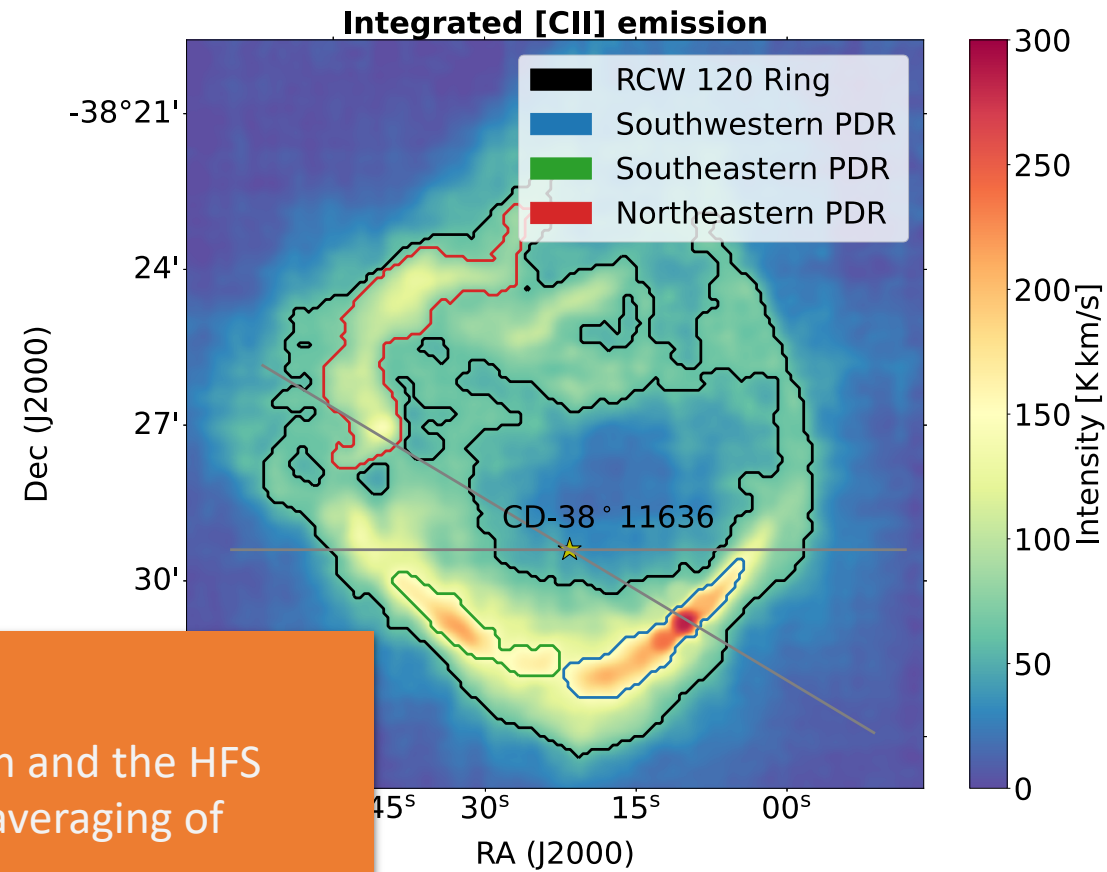 Integrated [CII] emission
RCW 120 Ring
Southwestern PDR
Southeastern PDR
Northeastern PDR
-38°21'
24'
27'
30'
Dec (J2000)
CD-38°11636
45ˢ 30ˢ 15ˢ 00ˢ
RA (J2000)
300
250
200
150
100
50
0
Intensity [K km/s]
and the HFS
averaging of